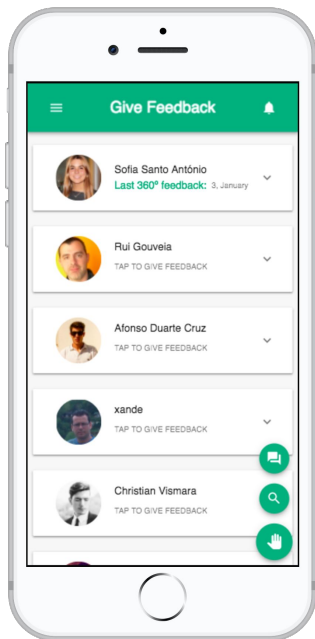 Give Feedback
Sofia Santo António
Last 360º feedback: 3, January
Rui Gouveia
TAP TO GIVE FEEDBACK
Afonso Duarte Cruz
TAP TO GIVE FEEDBACK
xande
TAP TO GIVE FEEDBACK
Christian Vismara
TAP TO GIVE FEEDBACK